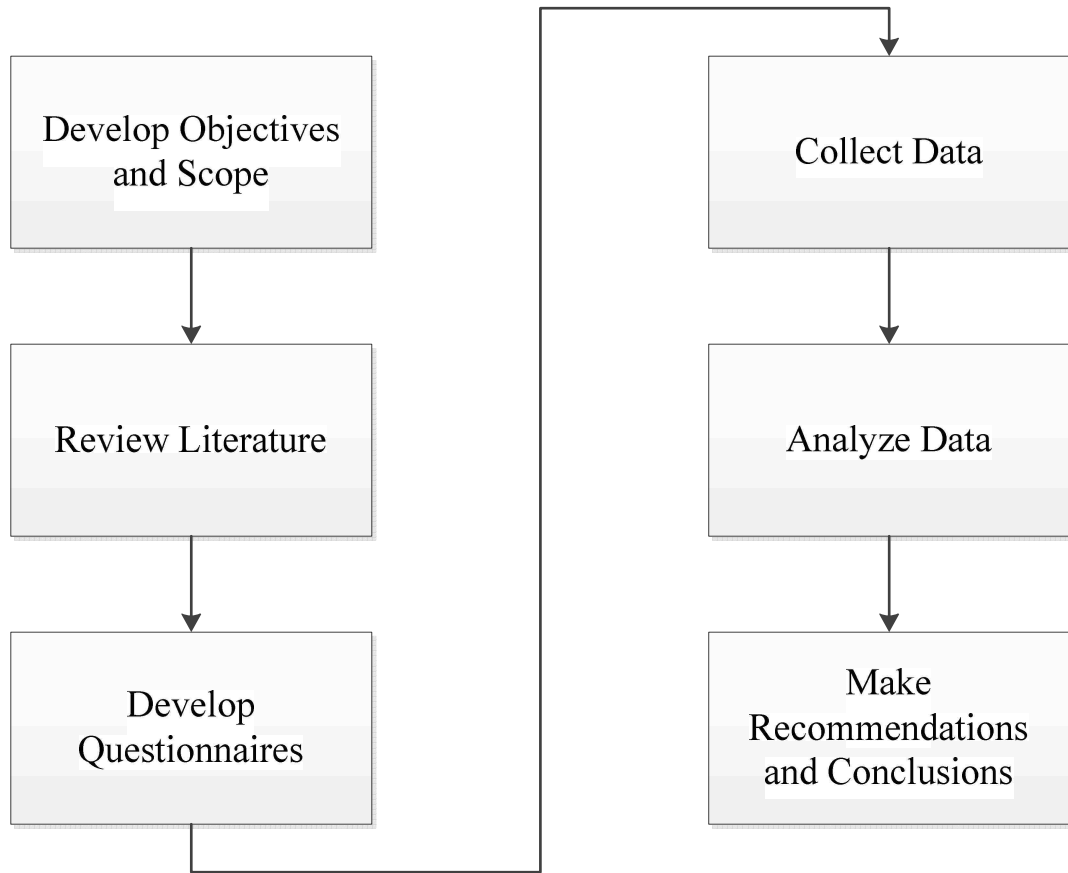 Develop Objectives
and Scope
Review Literature
Develop
Questionnaires
Collect Data
Analyze Data
Make
Recommendations
and Conclusions